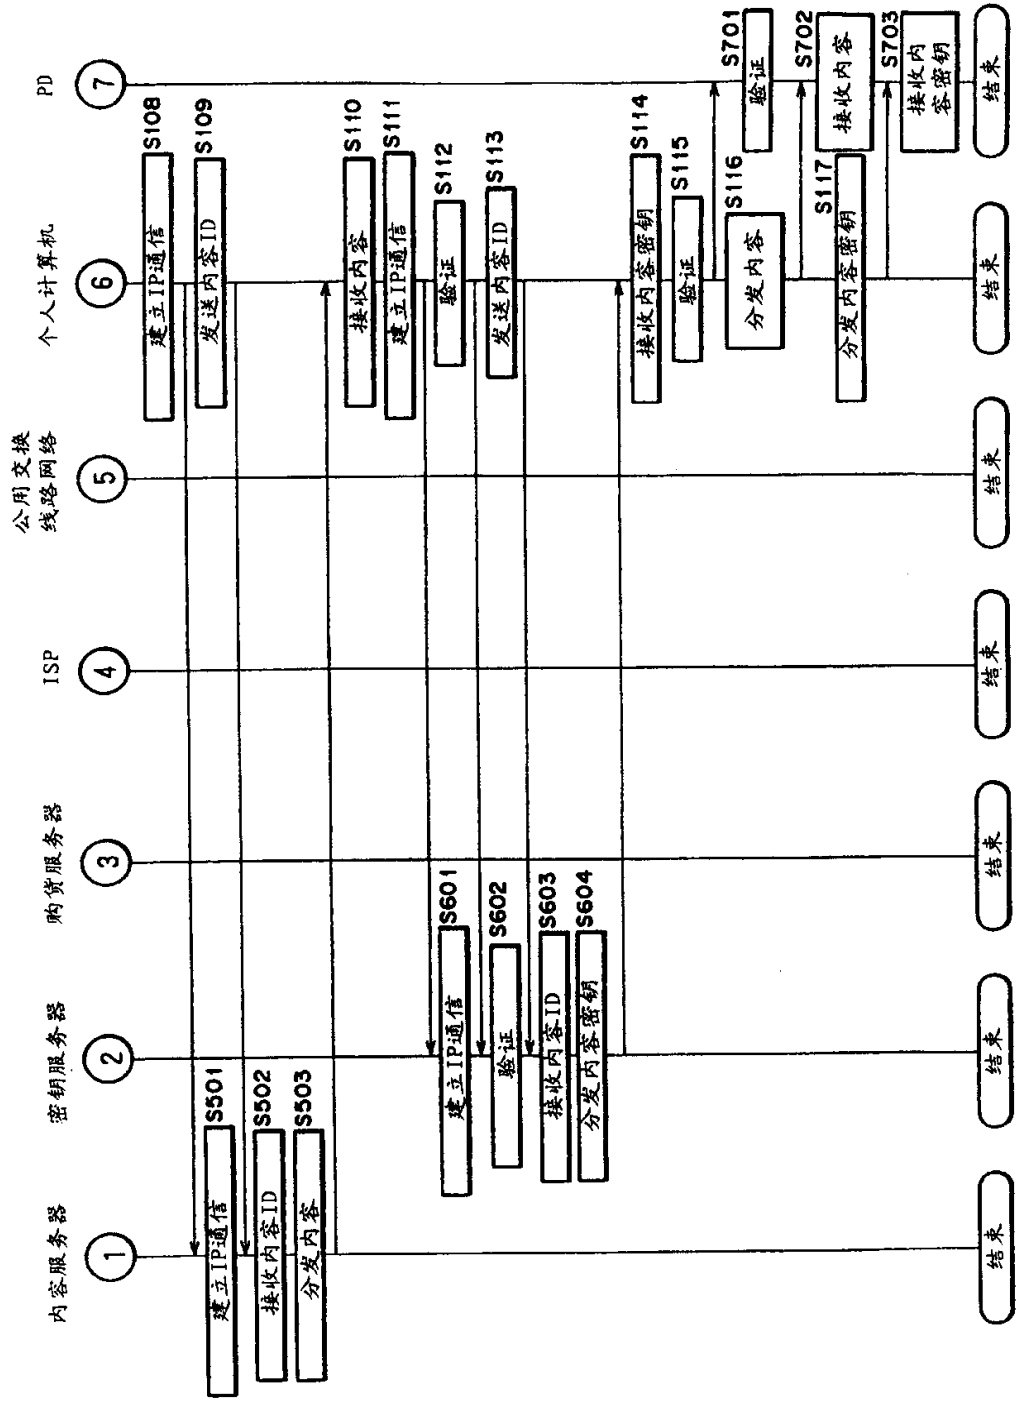 内容服务器
密钥服务器
购货服务器
ISP
公用交换
线路网络
个人计算机
PD
1
2
3
4
5
6
7
S108
建立IP通信
S501
建立IP通信
S109
发送内容ID
S502
接收内容ID
S503
分发内容
S110
接收内容
S111
建立IP通信
S601
建立IP通信
S112
验证
S602
验证
S113
发送内容ID
S603
接收内容ID
S604
分发内容密钥
S114
接收内容密钥
S115
验证
S701
验证
S116
分发内容
S702
接收内容
S117
分发内容密钥
S703
接收内
容密钥
结束
结束
结束
结束
结束
结束
结束